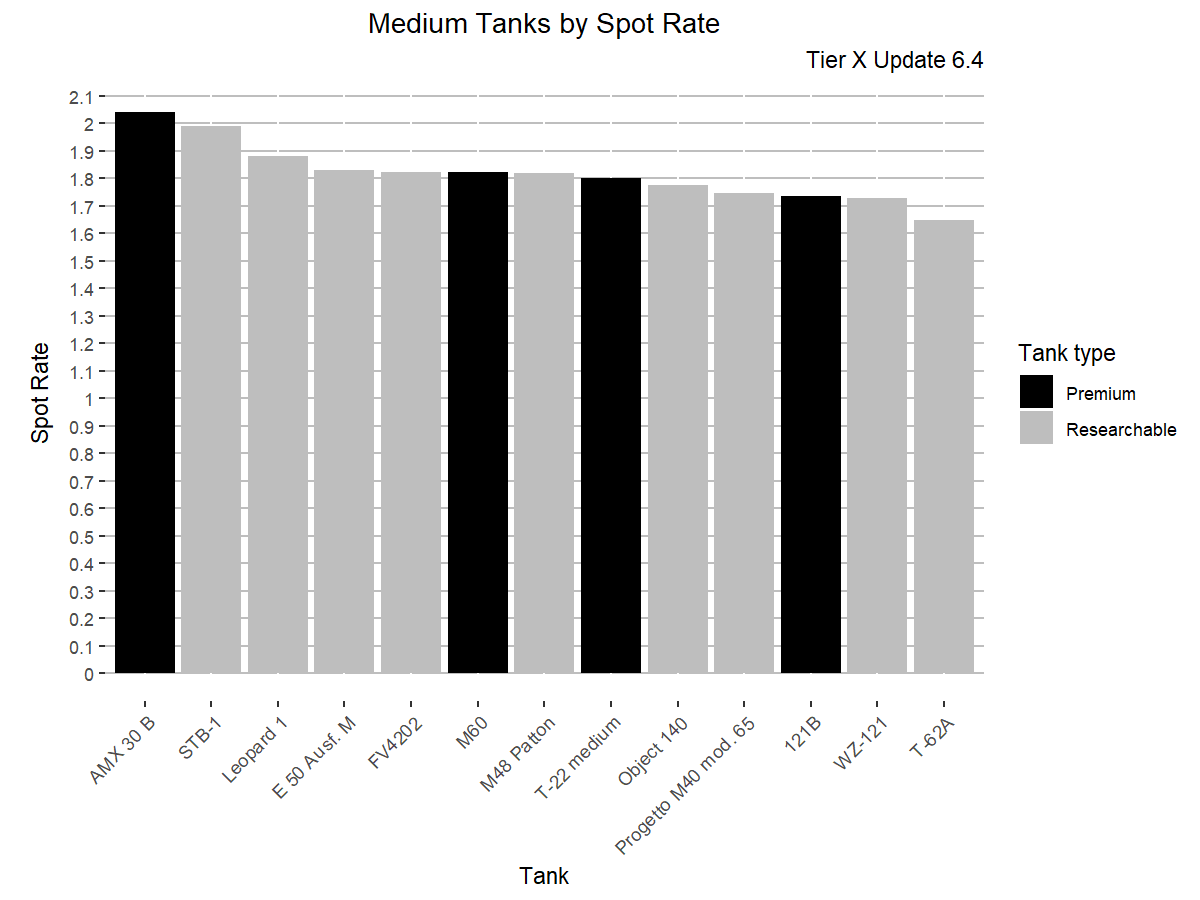 Medium Tanks by Spot Rate
Tier X Update 6.4
2.1
2
1.9
1.8
1.7
1.6
1.5
1.4
1.3
1.2
1.1
1
0.9
0.8
0.7
0.6
0.5
0.4
0.3
0.2
0.1
0
Spot Rate
AMX 30 B
STB-1
Leopard 1
E 50 Ausf. M
FV4202
M60
M48 Patton
T-22 medium
Object 140
Progetto M40 mod. 65
121B
WZ-121
T-62A
Tank
Tank type
Premium
Researchable